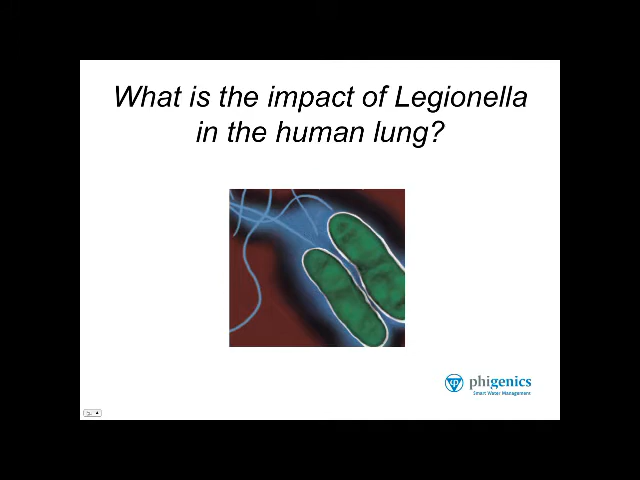 What is the impact of Legionella
in the human lung?
phigenics
Smart Water Management